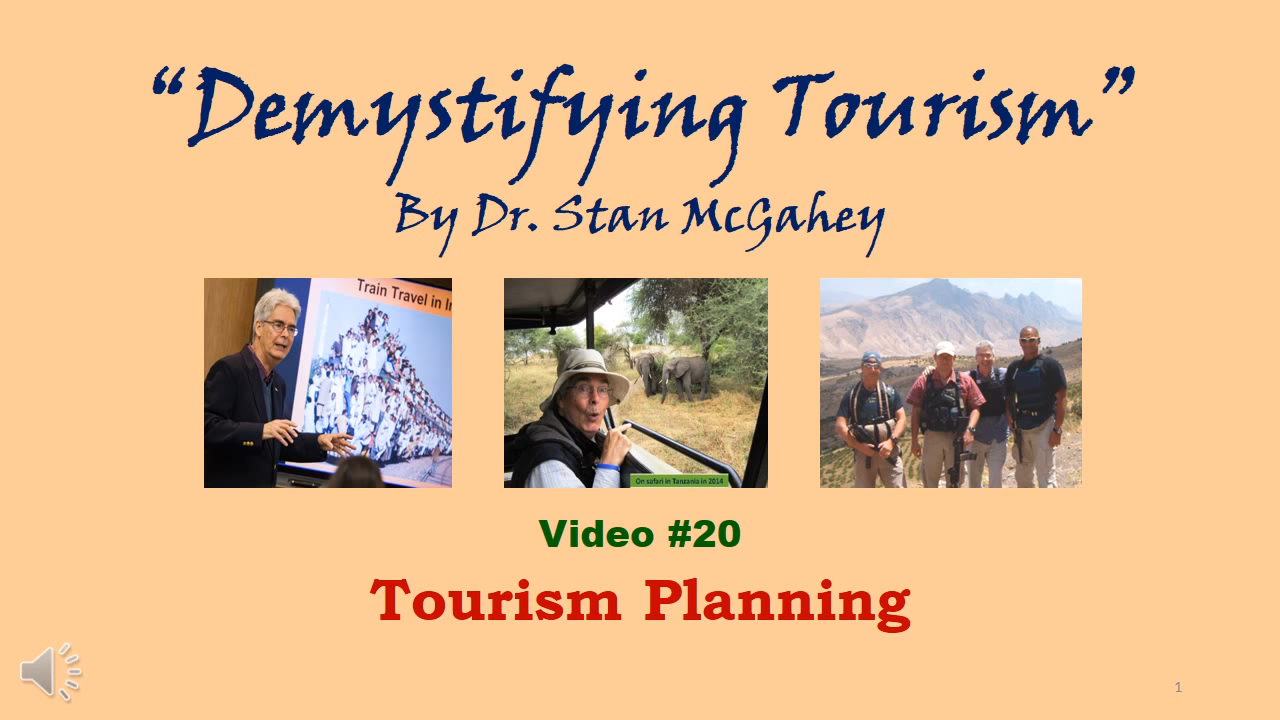 “Demystifying Tourism”
By Dr. Stan McGahey
Train Travel in
On safari in Tanzania in 2014
Video #20
Tourism Planning
1